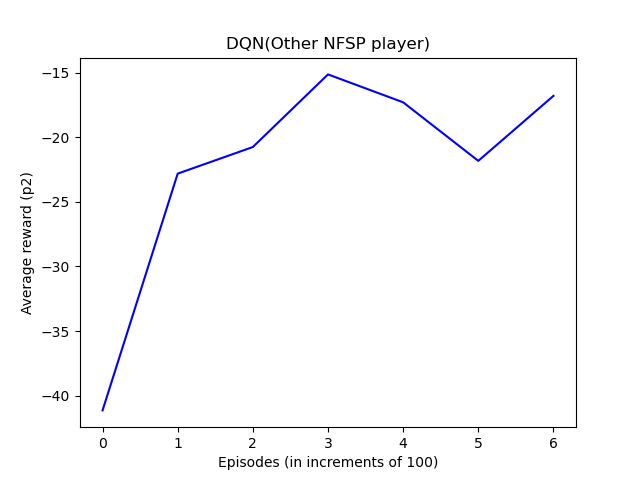 DQN(Other NFSP player)
Average reward (p2)
−15
−20
−25
−30
−35
−40
0 1 2 3 4 5 6
Episodes (in increments of 100)